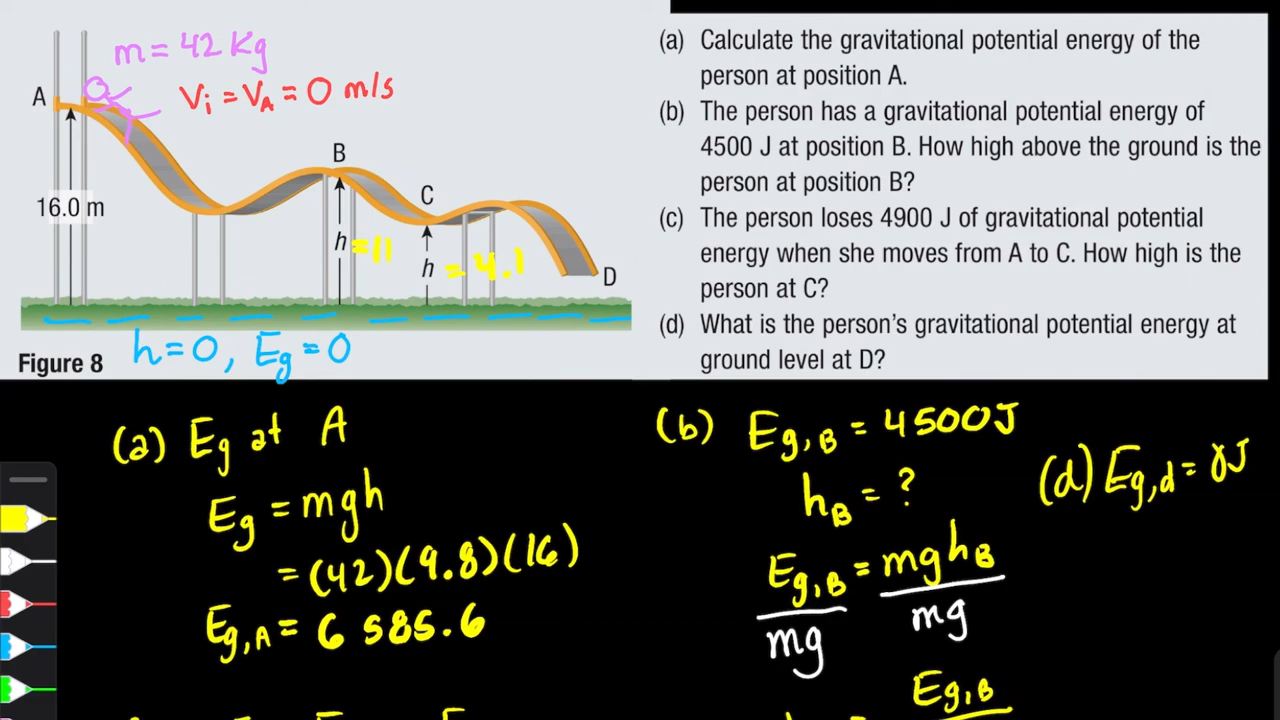 m = 42 Kg
A
Vi = VA = 0 m/s
B
C
16.0 m
h = 11
h = 4.1
D
h = 0, Eg = 0
Figure 8
(a) Calculate the gravitational potential energy of the
person at position A.
(b) The person has a gravitational potential energy of
4500 J at position B. How high above the ground is the
person at position B?
(c) The person loses 4900 J of gravitational potential
energy when she moves from A to C. How high is the
person at C?
(d) What is the person's gravitational potential energy at
ground level at D?
(a) Eg at A
Eg = mgh
= (42)(9.8)(16)
Eg,A = 6 585.6
(b) Eg,B = 4500J
hB = ?
Eg,B = mghB
mg mg
Eg,B
(d) Eg,d = 0J